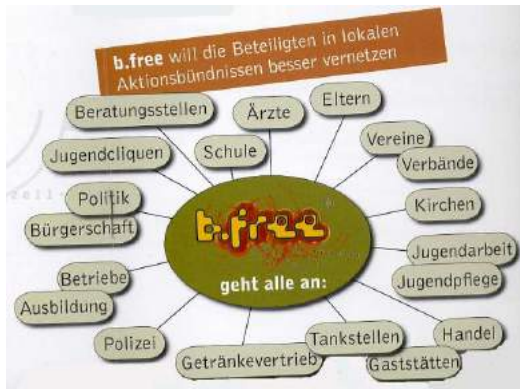 b.free will die Beteiligten in lokalen
Aktionsbündnissen besser vernetzen
Beratungsstellen
Ärzte
Eltern
Jugendcliquen
Schule
Vereine
Verbände
Politik
Bürgerschaft
Kirchen
b.free
geht alle an:
Jugendarbeit
Jugendpflege
Betriebe
Ausbildung
Polizei
Getränkevertrieb
Tankstellen
Gaststätten
Handel